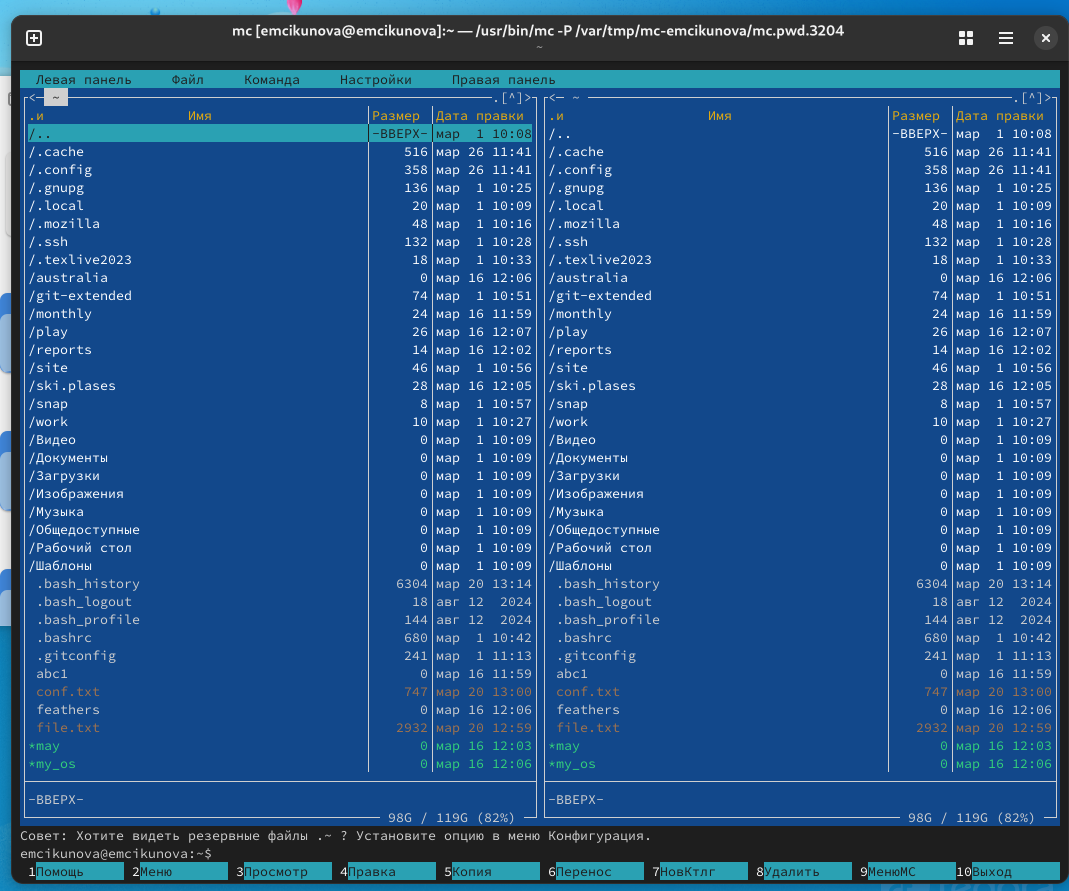 mc [emcikunova@emcikunova]:~ — /usr/bin/mc -P /var/tmp/mc-emcikunova/mc.pwd.3204
~
Левая панель Файл Команда Настройки Правая панель
<─ ~ .[^]> <─ ~ .[^]>
.и Имя Размер Дата правки .и Имя Размер Дата правки
/.. -ВВЕРХ- мар 1 10:08 /.. -ВВЕРХ- мар 1 10:08
/.cache 516 мар 26 11:41 /.cache 516 мар 26 11:41
/.config 358 мар 26 11:41 /.config 358 мар 26 11:41
/.gnupg 136 мар 1 10:25 /.gnupg 136 мар 1 10:25
/.local 20 мар 1 10:09 /.local 20 мар 1 10:09
/.mozilla 48 мар 1 10:16 /.mozilla 48 мар 1 10:16
/.ssh 132 мар 1 10:28 /.ssh 132 мар 1 10:28
/.texlive2023 18 мар 1 10:33 /.texlive2023 18 мар 1 10:33
/australia 0 мар 16 12:06 /australia 0 мар 16 12:06
/git-extended 74 мар 1 10:51 /git-extended 74 мар 1 10:51
/monthly 24 мар 16 11:59 /monthly 24 мар 16 11:59
/play 26 мар 16 12:07 /play 26 мар 16 12:07
/reports 14 мар 16 12:02 /reports 14 мар 16 12:02
/site 46 мар 1 10:56 /site 46 мар 1 10:56
/ski.plases 28 мар 16 12:05 /ski.plases 28 мар 16 12:05
/snap 8 мар 1 10:57 /snap 8 мар 1 10:57
/work 10 мар 1 10:27 /work 10 мар 1 10:27
/Видео 0 мар 1 10:09 /Видео 0 мар 1 10:09
/Документы 0 мар 1 10:09 /Документы 0 мар 1 10:09
/Загрузки 0 мар 1 10:09 /Загрузки 0 мар 1 10:09
/Изображения 0 мар 1 10:09 /Изображения 0 мар 1 10:09
/Музыка 0 мар 1 10:09 /Музыка 0 мар 1 10:09
/Общедоступные 0 мар 1 10:09 /Общедоступные 0 мар 1 10:09
/Рабочий стол 0 мар 1 10:09 /Рабочий стол 0 мар 1 10:09
/Шаблоны 0 мар 1 10:09 /Шаблоны 0 мар 1 10:09
.bash_history 6304 мар 20 13:14 .bash_history 6304 мар 20 13:14
.bash_logout 18 авг 12 2024 .bash_logout 18 авг 12 2024
.bash_profile 144 авг 12 2024 .bash_profile 144 авг 12 2024
.bashrc 680 мар 1 10:42 .bashrc 680 мар 1 10:42
.gitconfig 241 мар 1 11:13 .gitconfig 241 мар 1 11:13
abc1 0 мар 16 11:59 abc1 0 мар 16 11:59
conf.txt 747 мар 20 13:00 conf.txt 747 мар 20 13:00
feathers 0 мар 16 12:06 feathers 0 мар 16 12:06
file.txt 2932 мар 20 12:59 file.txt 2932 мар 20 12:59
*may 0 мар 16 12:03 *may 0 мар 16 12:03
*my_os 0 мар 16 12:06 *my_os 0 мар 16 12:06
-ВВЕРХ- -ВВЕРХ-
98G / 119G (82%) 98G / 119G (82%)
Совет: Хотите видеть резервные файлы .~ ? Установите опцию в меню Конфигурация.
emcikunova@emcikunova:~$
1Помощь 2Меню 3Просмотр 4Правка 5Копия 6Перенос 7НовКтлг 8Удалить 9МенюMC 10Выход